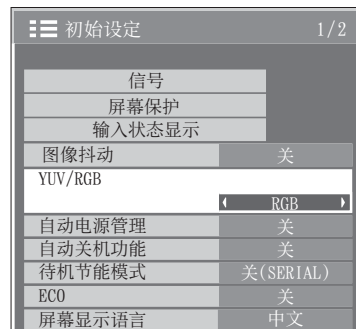 初始设定 1/2
信号
屏幕保护
输入状态显示
图像抖动 关
YUV/RGB
RGB
自动电源管理 关
自动关机功能 关
待机节能模式 关(SERIAL)
ECO 关
屏幕显示语言 中文